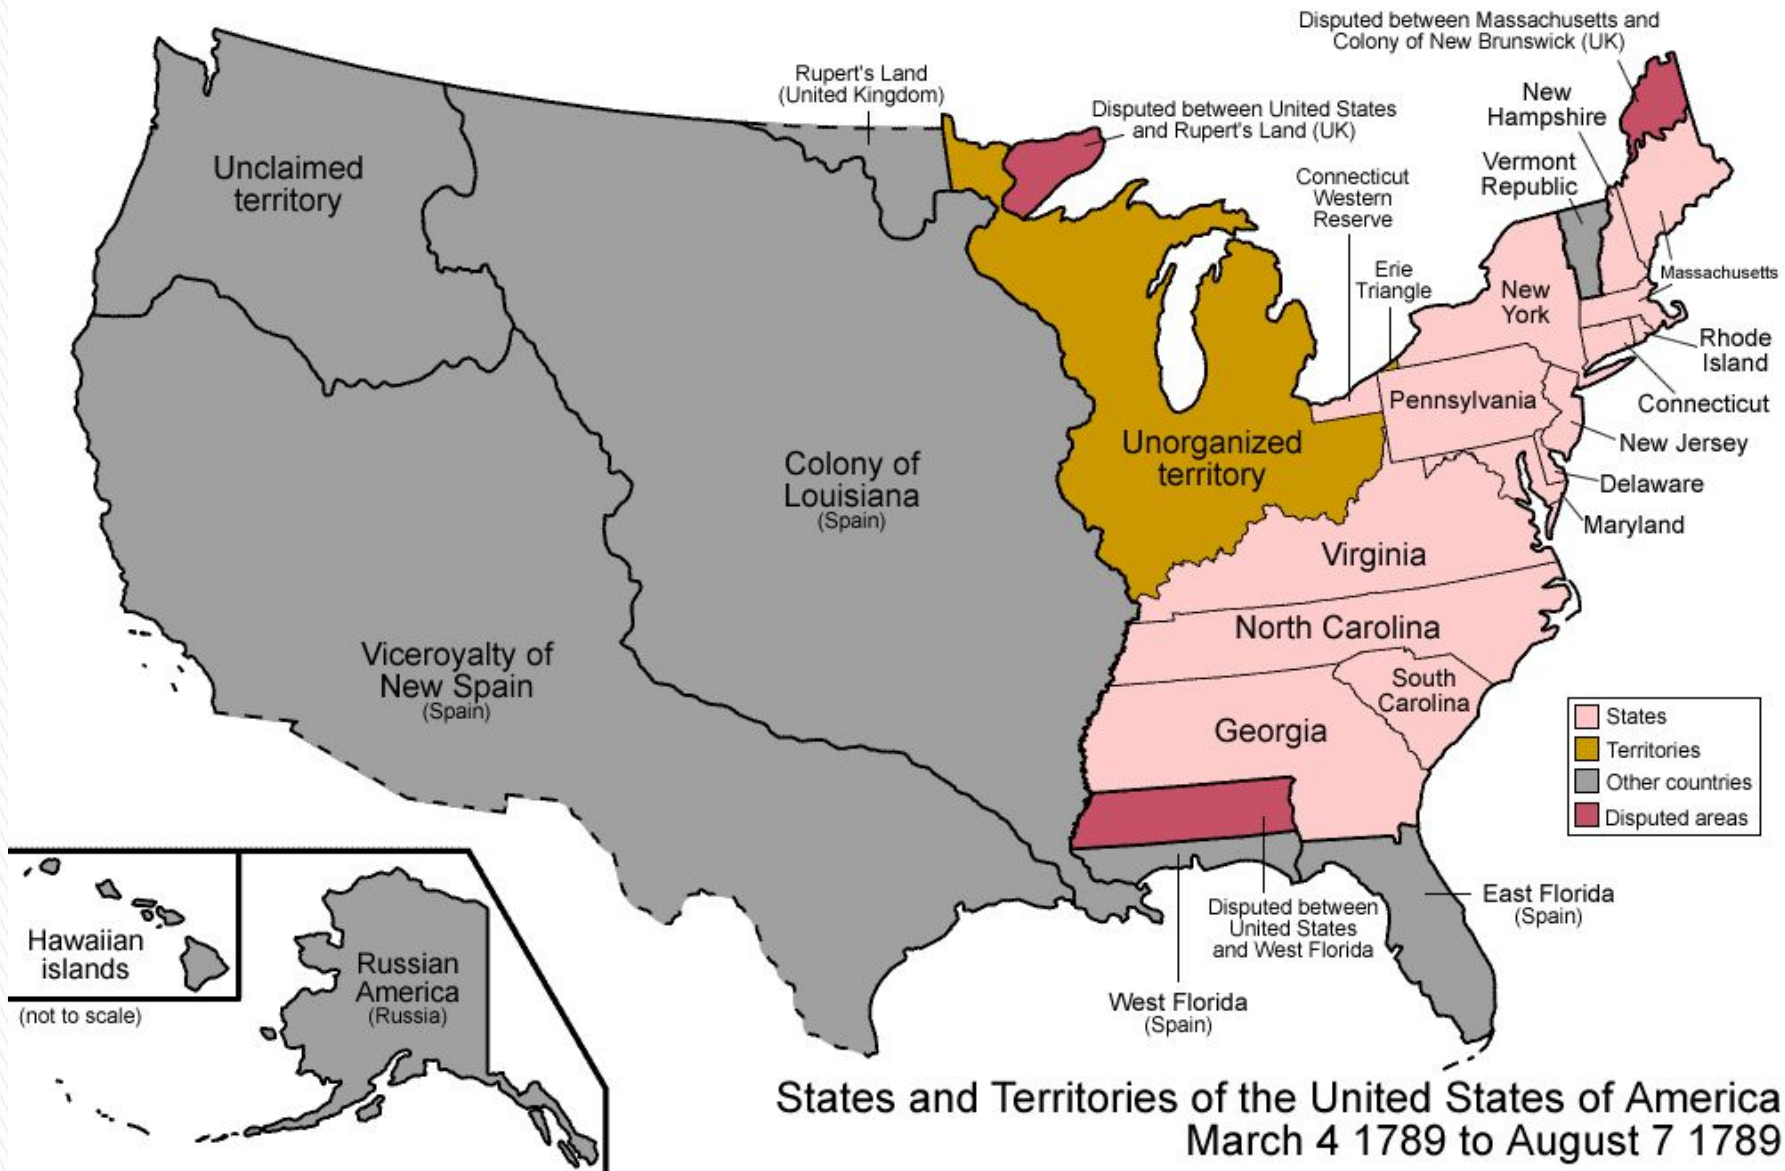 Disputed between Massachusetts and
Colony of New Brunswick (UK)
Rupert's Land
(United Kingdom)
Disputed between United States
and Rupert's Land (UK)
New
Hampshire
Vermont
Republic
Connecticut
Western
Reserve
Unclaimed
territory
Erie
Triangle
Massachusetts
New
York
Rhode
Island
Pennsylvania
Connecticut
New Jersey
Unorganized
territory
Colony of
Louisiana
(Spain)
Delaware
Maryland
Virginia
North Carolina
Viceroyalty of
New Spain
(Spain)
South
Carolina
Georgia
States
Territories
Other countries
Disputed areas
East Florida
(Spain)
Disputed between
United States
and West Florida
West Florida
(Spain)
Hawaiian
islands
(not to scale)
Russian
America
(Russia)
States and Territories of the United States of America
March 4 1789 to August 7 1789